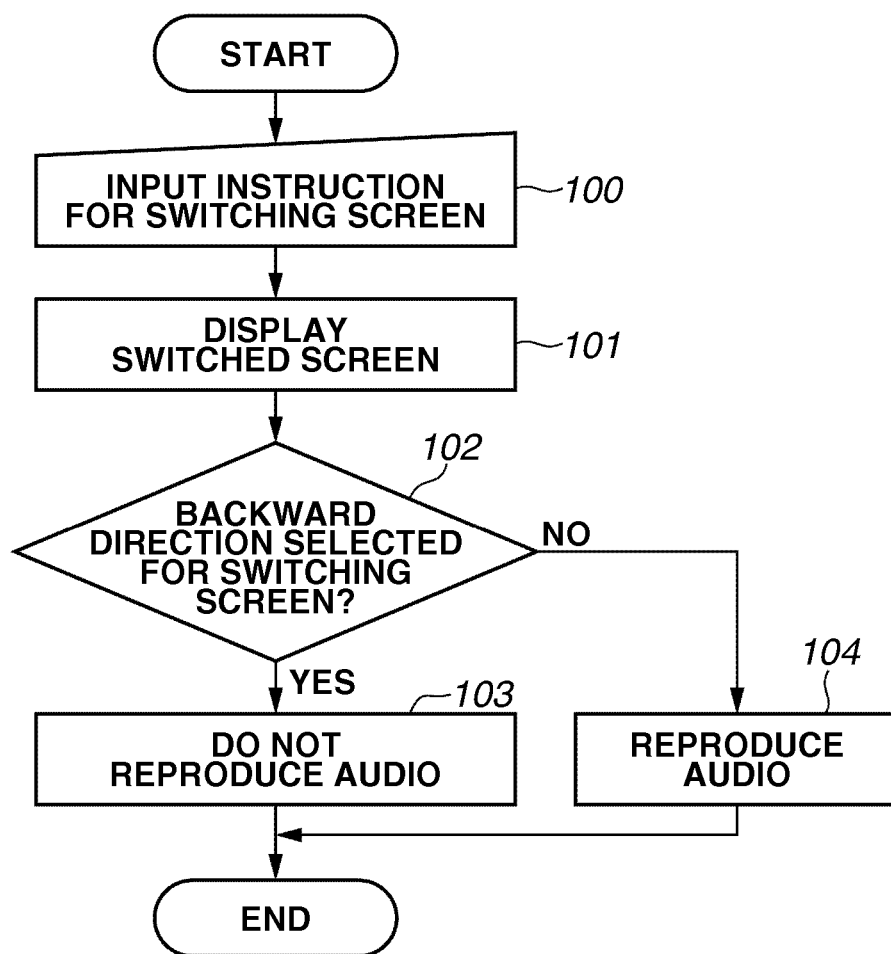 START
INPUT INSTRUCTION
FOR SWITCHING SCREEN
100
DISPLAY
SWITCHED SCREEN
101
102
BACKWARD
DIRECTION SELECTED
FOR SWITCHING
SCREEN?
NO
YES
103
104
DO NOT
REPRODUCE AUDIO
REPRODUCE
AUDIO
END